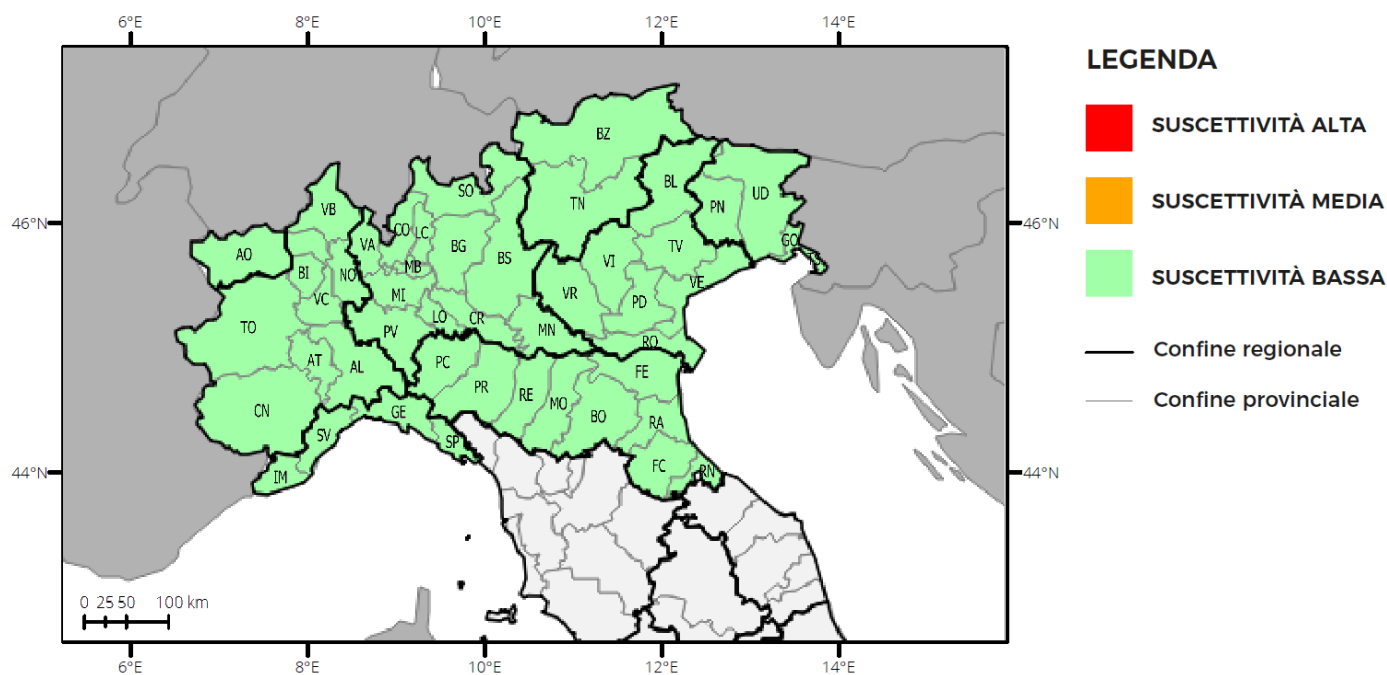 6°E 8°E 10°E 12°E 14°E
LEGENDA
SUSCETTIVITÀ ALTA
SUSCETTIVITÀ MEDIA
SUSCETTIVITÀ BASSA
Confine regionale
Confine provinciale
BZ
SO BL UD
VB TN PN
46°N 46°N
CO LC GO
AO VA BG
BI NO MB BS VI TV
VC MI VR PD VE
TO PV LO CR MN RO
AT AL PC FE
CN PR RE MO BO RA
SV GE SP
44°N IM FC RN 44°N
0 25 50 100 km
6°E 8°E 10°E 12°E 14°E